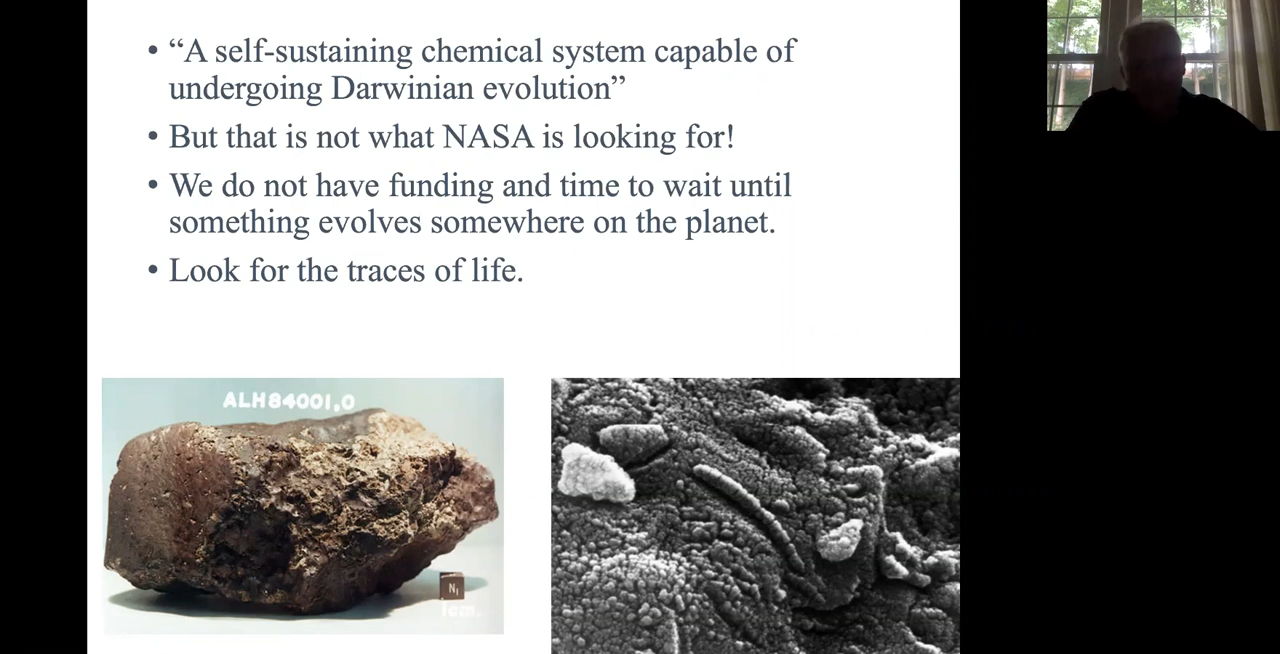 • “A self-sustaining chemical system capable of
undergoing Darwinian evolution”
• But that is not what NASA is looking for!
• We do not have funding and time to wait until
something evolves somewhere on the planet.
• Look for the traces of life.
ALH84001,0
N₁
1cm.